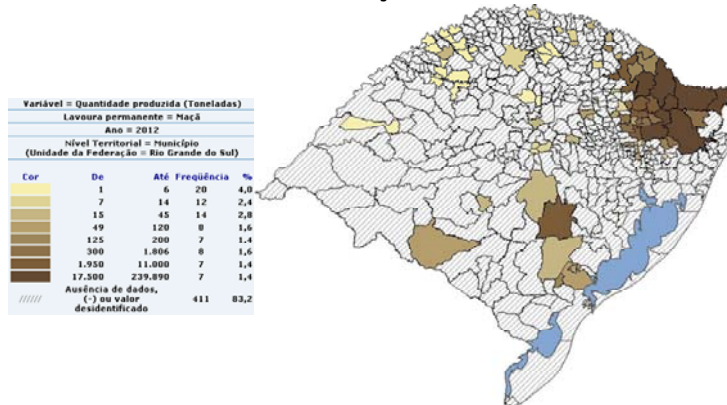 Variável = Quantidade produzida (Toneladas)
Lavoura permanente = Maçã
Ano = 2012
Nível Territorial = Município
(Unidade da Federação = Rio Grande do Sul)
Cor De Até Freqüência %
1 6 20 4,0
7 14 12 2,4
15 45 14 2,8
49 120 8 1,6
125 200 7 1,4
300 1.806 8 1,6
1.950 11.000 7 1,4
17.500 239.890 7 1,4
////// Ausência de dados,
(-) ou valor 411 83,2
desidentificado